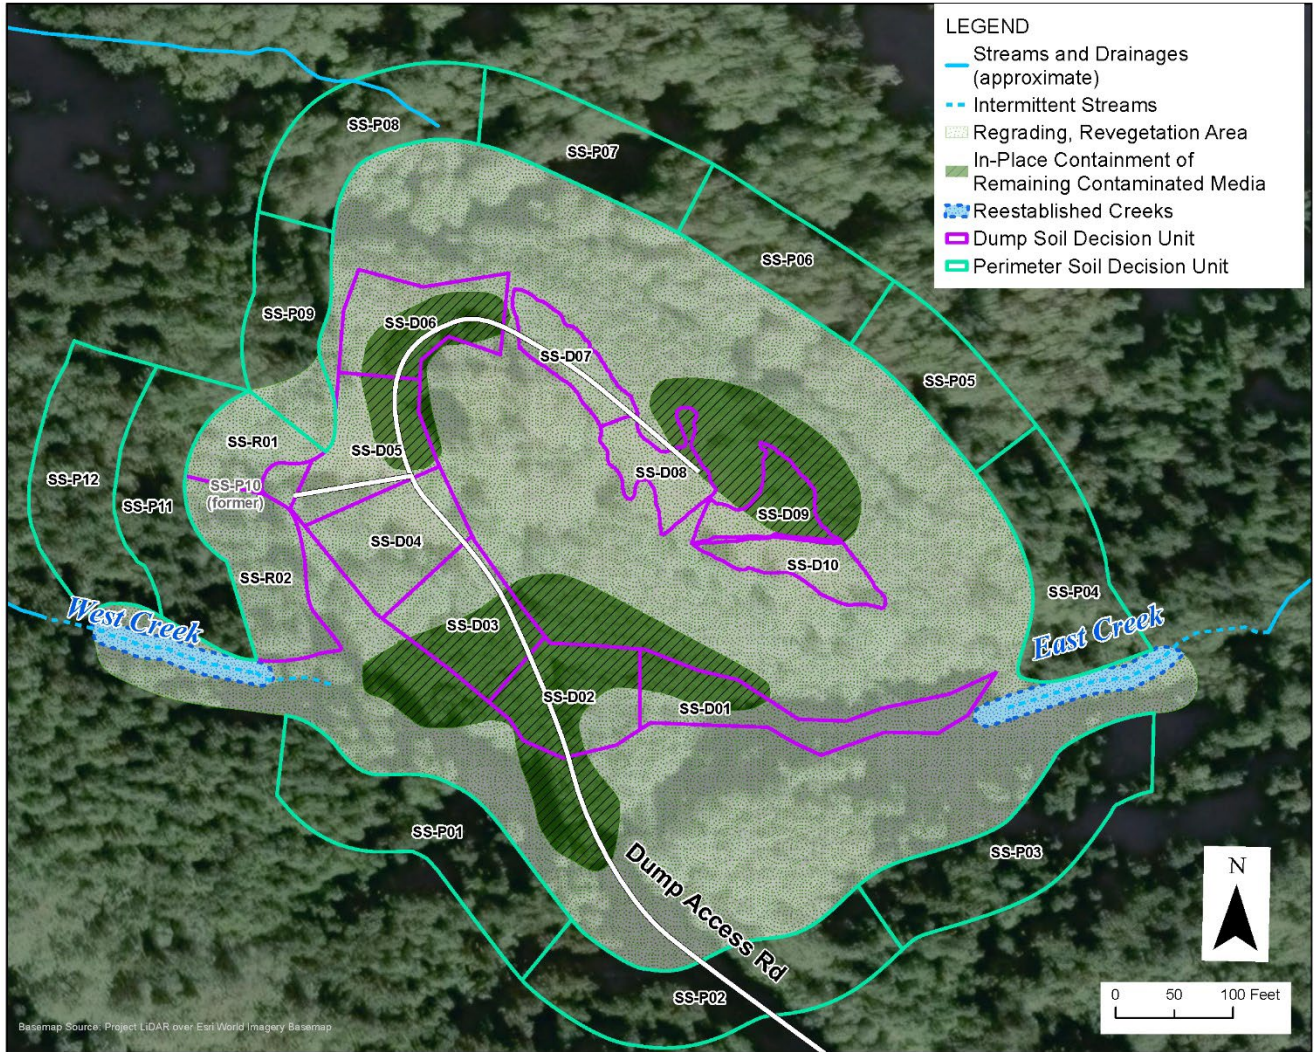 LEGEND
Streams and Drainages
(approximate)
Intermittent Streams
Regrading, Revegetation Area
In-Place Containment of
Remaining Contaminated Media
Reestablished Creeks
Dump Soil Decision Unit
Perimeter Soil Decision Unit
SS-P08
SS-P07
SS-P06
SS-P09
SS-D06
SS-D07
SS-P05
SS-R01
SS-D05
SS-D08
SS-P12
SS-P10
(former)
SS-P11
SS-D09
SS-D04
SS-D10
SS-R02
SS-P04
West Creek
SS-D03
East Creek
SS-D02
SS-D01
SS-P01
SS-P03
Dump Access Rd
SS-P02
N
0 50 100 Feet
Basemap Source: Project LiDAR over Esri World Imagery Basemap